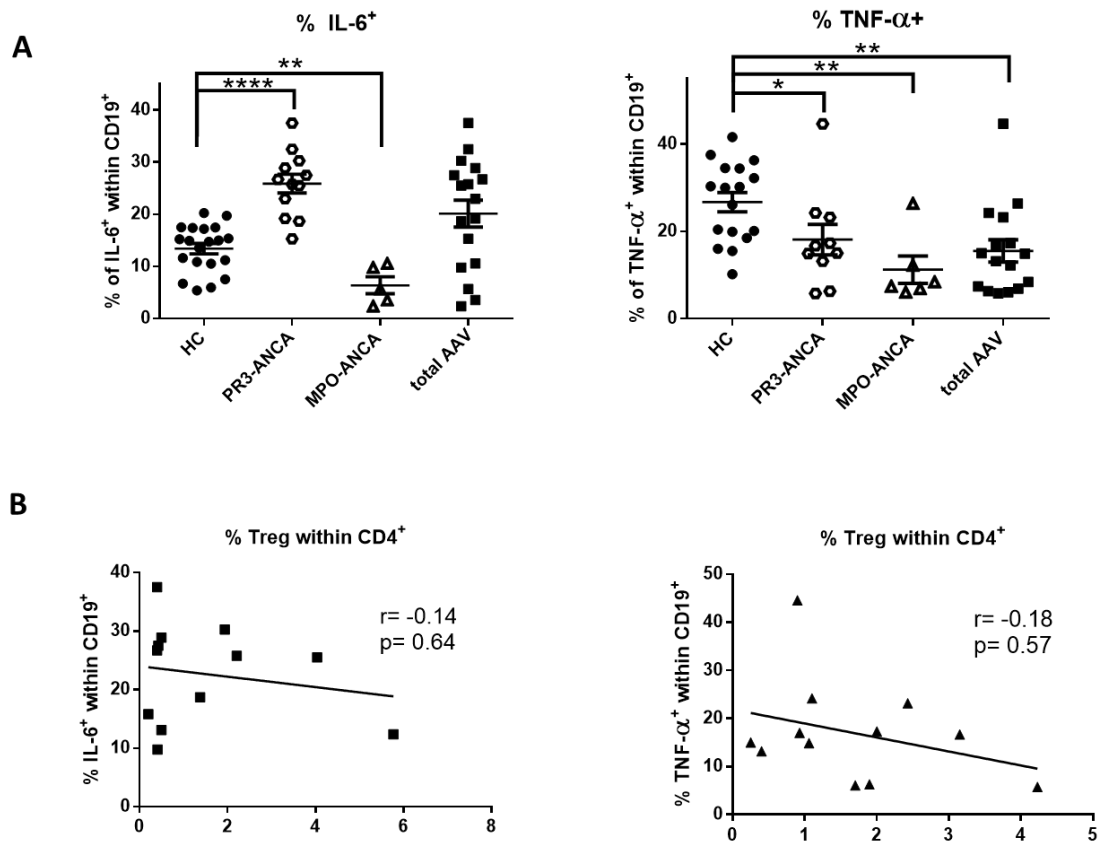 A
% IL-6⁺
**
****
% of IL-6⁺ within CD19⁺
40
30
20
10
0
HC
PR3-ANCA
MPO-ANCA
total AAV
% TNF-α+
**
**
*
% of TNF-α⁺ within CD19⁺
40
20
0
HC
PR3-ANCA
MPO-ANCA
total AAV
B
% Treg within CD4⁺
% IL-6⁺ within CD19⁺
40
30
20
10
0
r= -0.14
p= 0.64
0 2 4 6 8
% Treg within CD4⁺
% TNF-α⁺ within CD19⁺
50
40
30
20
10
0
r= -0.18
p= 0.57
0 1 2 3 4 5